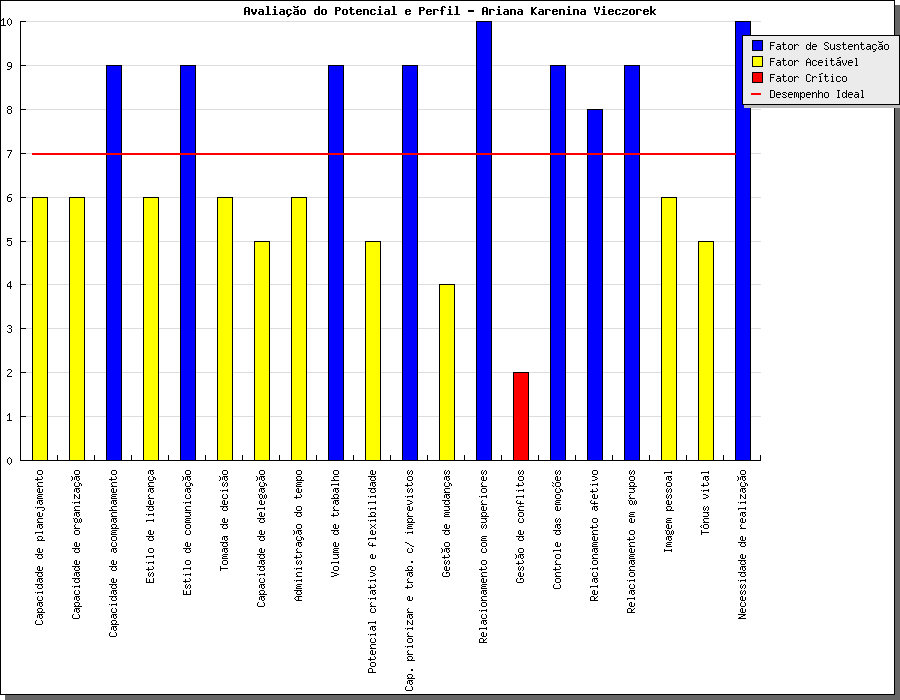 Avaliação do Potencial e Perfil - Ariana Karenina Vieczorek
Fator de Sustentação
Fator Aceitável
Fator Crítico
Desempenho Ideal
10
9
8
7
6
5
4
3
2
1
0
Capacidade de planejamento
Capacidade de organização
Capacidade de acompanhamento
Estilo de liderança
Estilo de comunicação
Tomada de decisão
Capacidade de delegação
Administração do tempo
Volume de trabalho
Potencial criativo e flexibilidade
Cap. priorizar e trab. c/ imprevistos
Gestão de mudanças
Relacionamento com superiores
Gestão de conflitos
Controle das emoções
Relacionamento afetivo
Relacionamento em grupos
Imagem pessoal
Tônus vital
Necessidade de realização